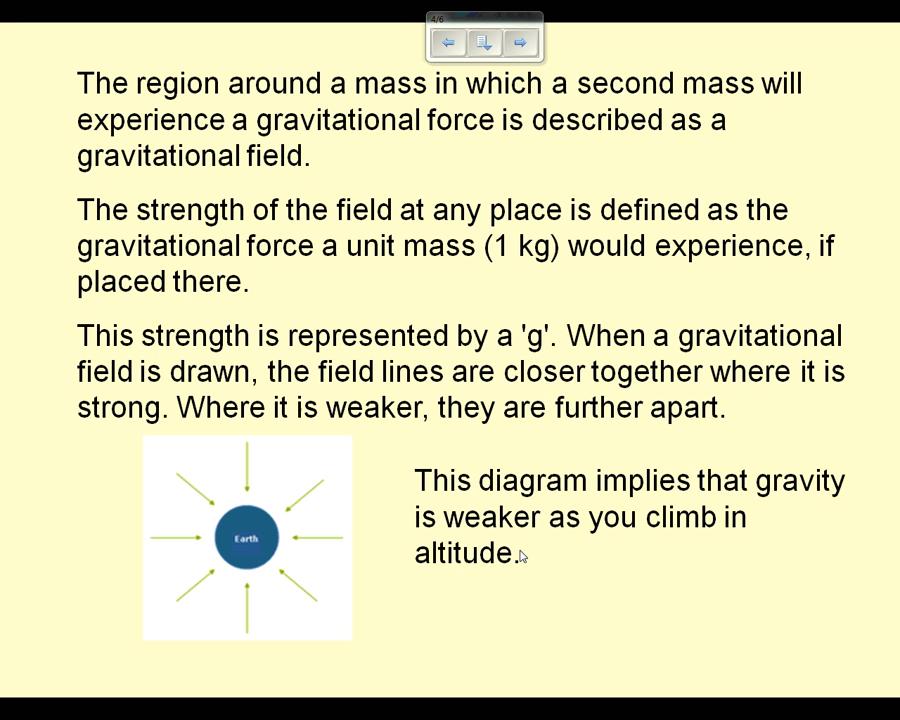 4/6
The region around a mass in which a second mass will
experience a gravitational force is described as a
gravitational field.
The strength of the field at any place is defined as the
gravitational force a unit mass (1 kg) would experience, if
placed there.
This strength is represented by a 'g'. When a gravitational
field is drawn, the field lines are closer together where it is
strong. Where it is weaker, they are further apart.
Earth
This diagram implies that gravity
is weaker as you climb in
altitude.